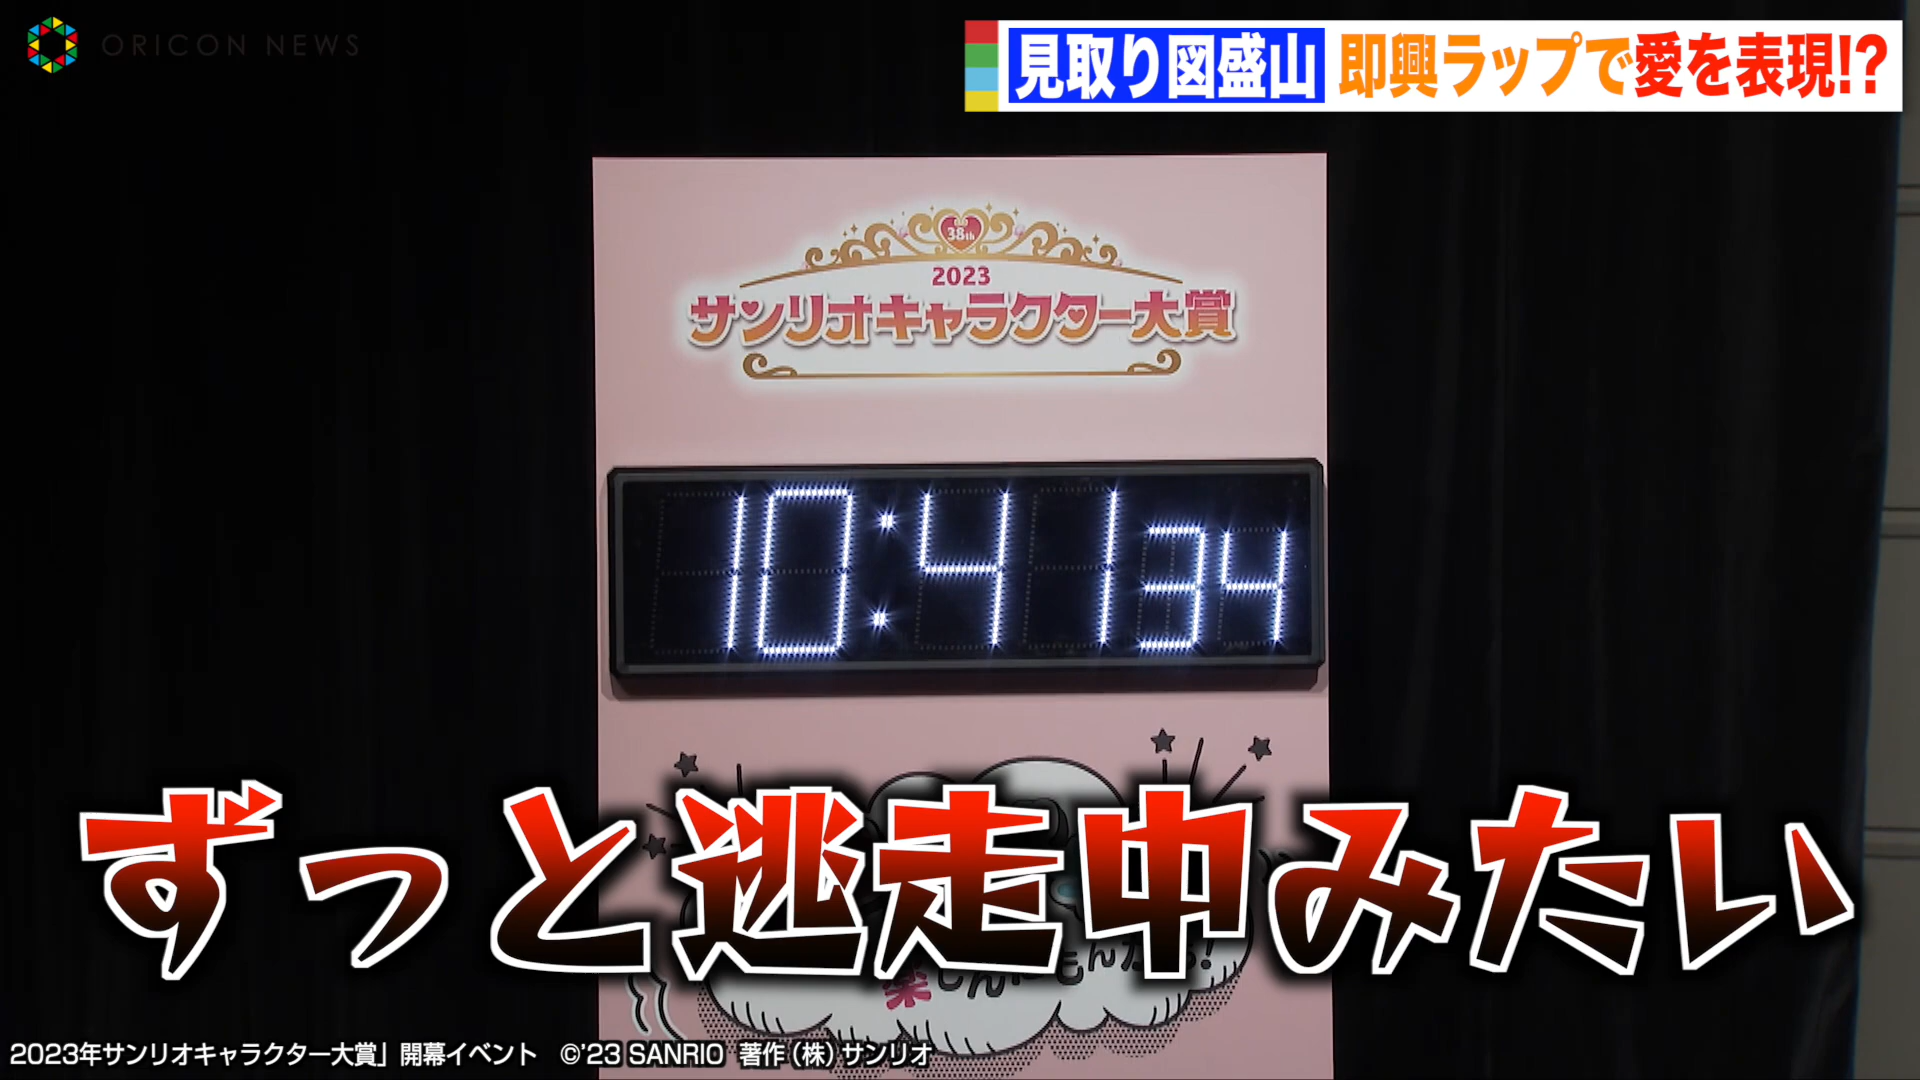 ORICON NEWS
見取り図盛山 即興ラップで愛を表現!?
38th
2023
サンリオキャラクター大賞
10:41 34
ずっと逃走中みたい
2023年サンリオキャラクター大賞」開幕イベント ©'23 SANRIO 著作(株)サンリオ